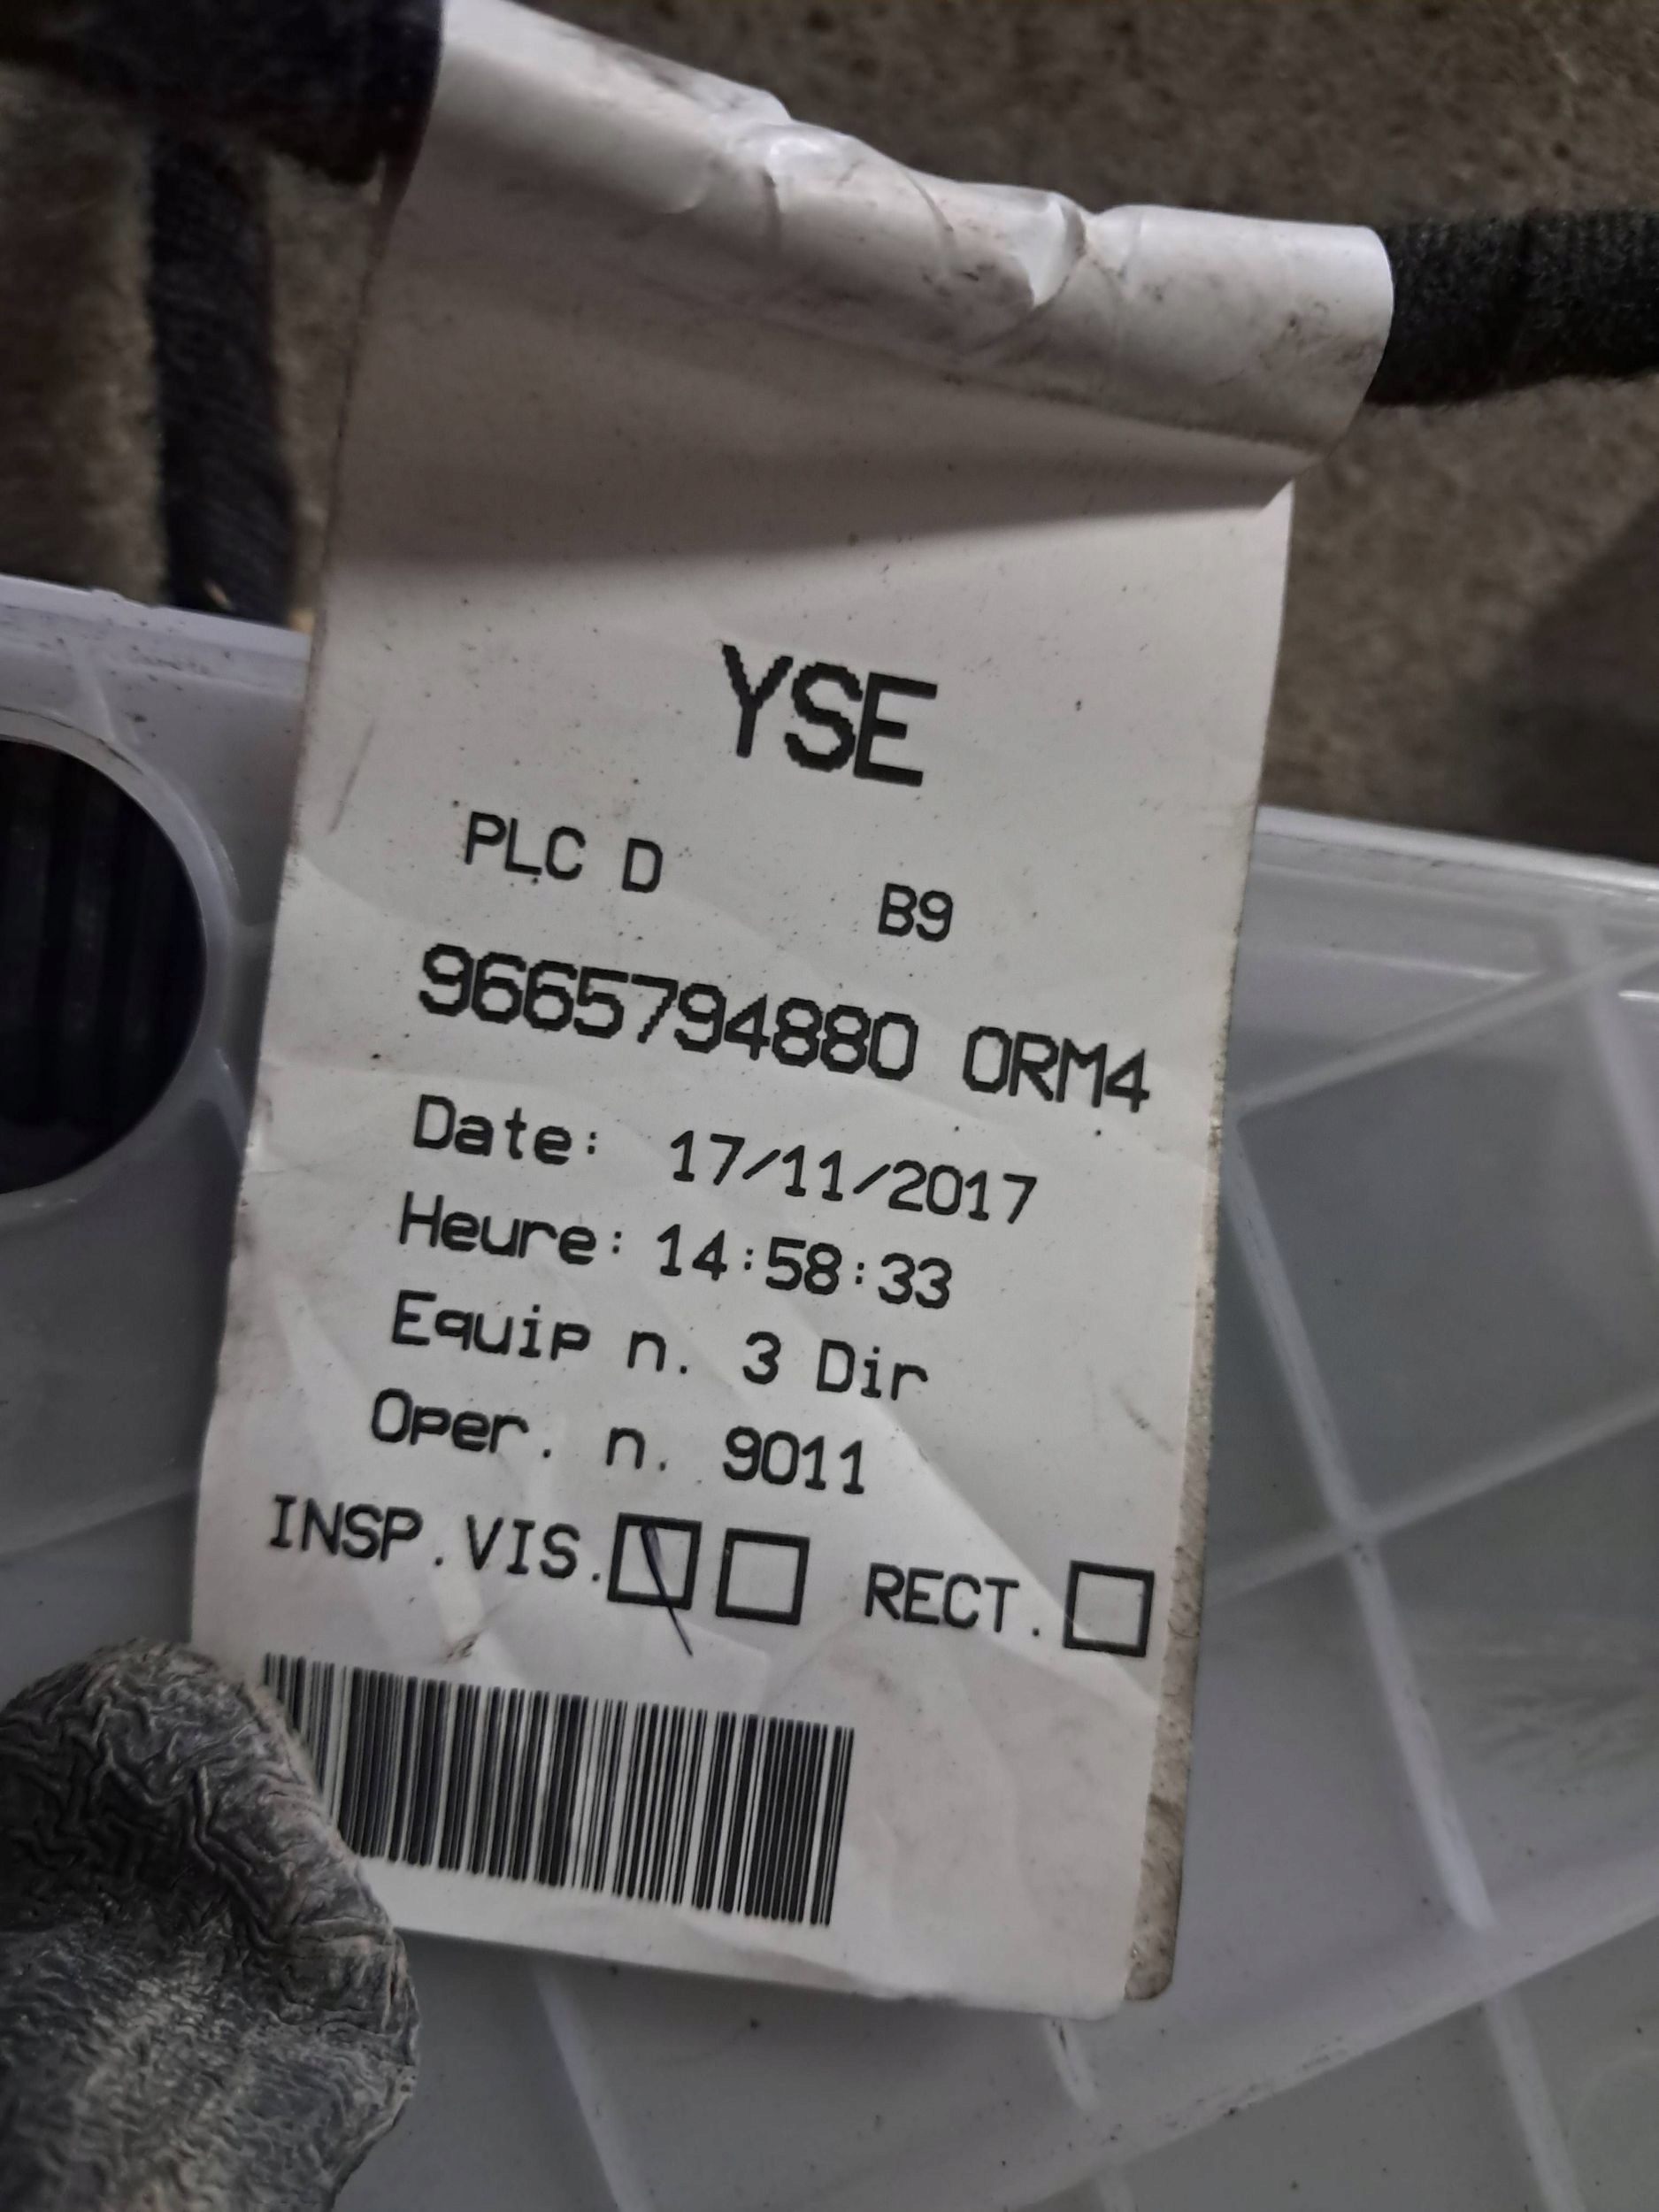 YSE
PLC D B9
9665794880 0RM4
Date: 17/11/2017
Heure: 14:58:33
Equip n. 3 Dir
Oper. n. 9011
INSP.VIS. RECT.